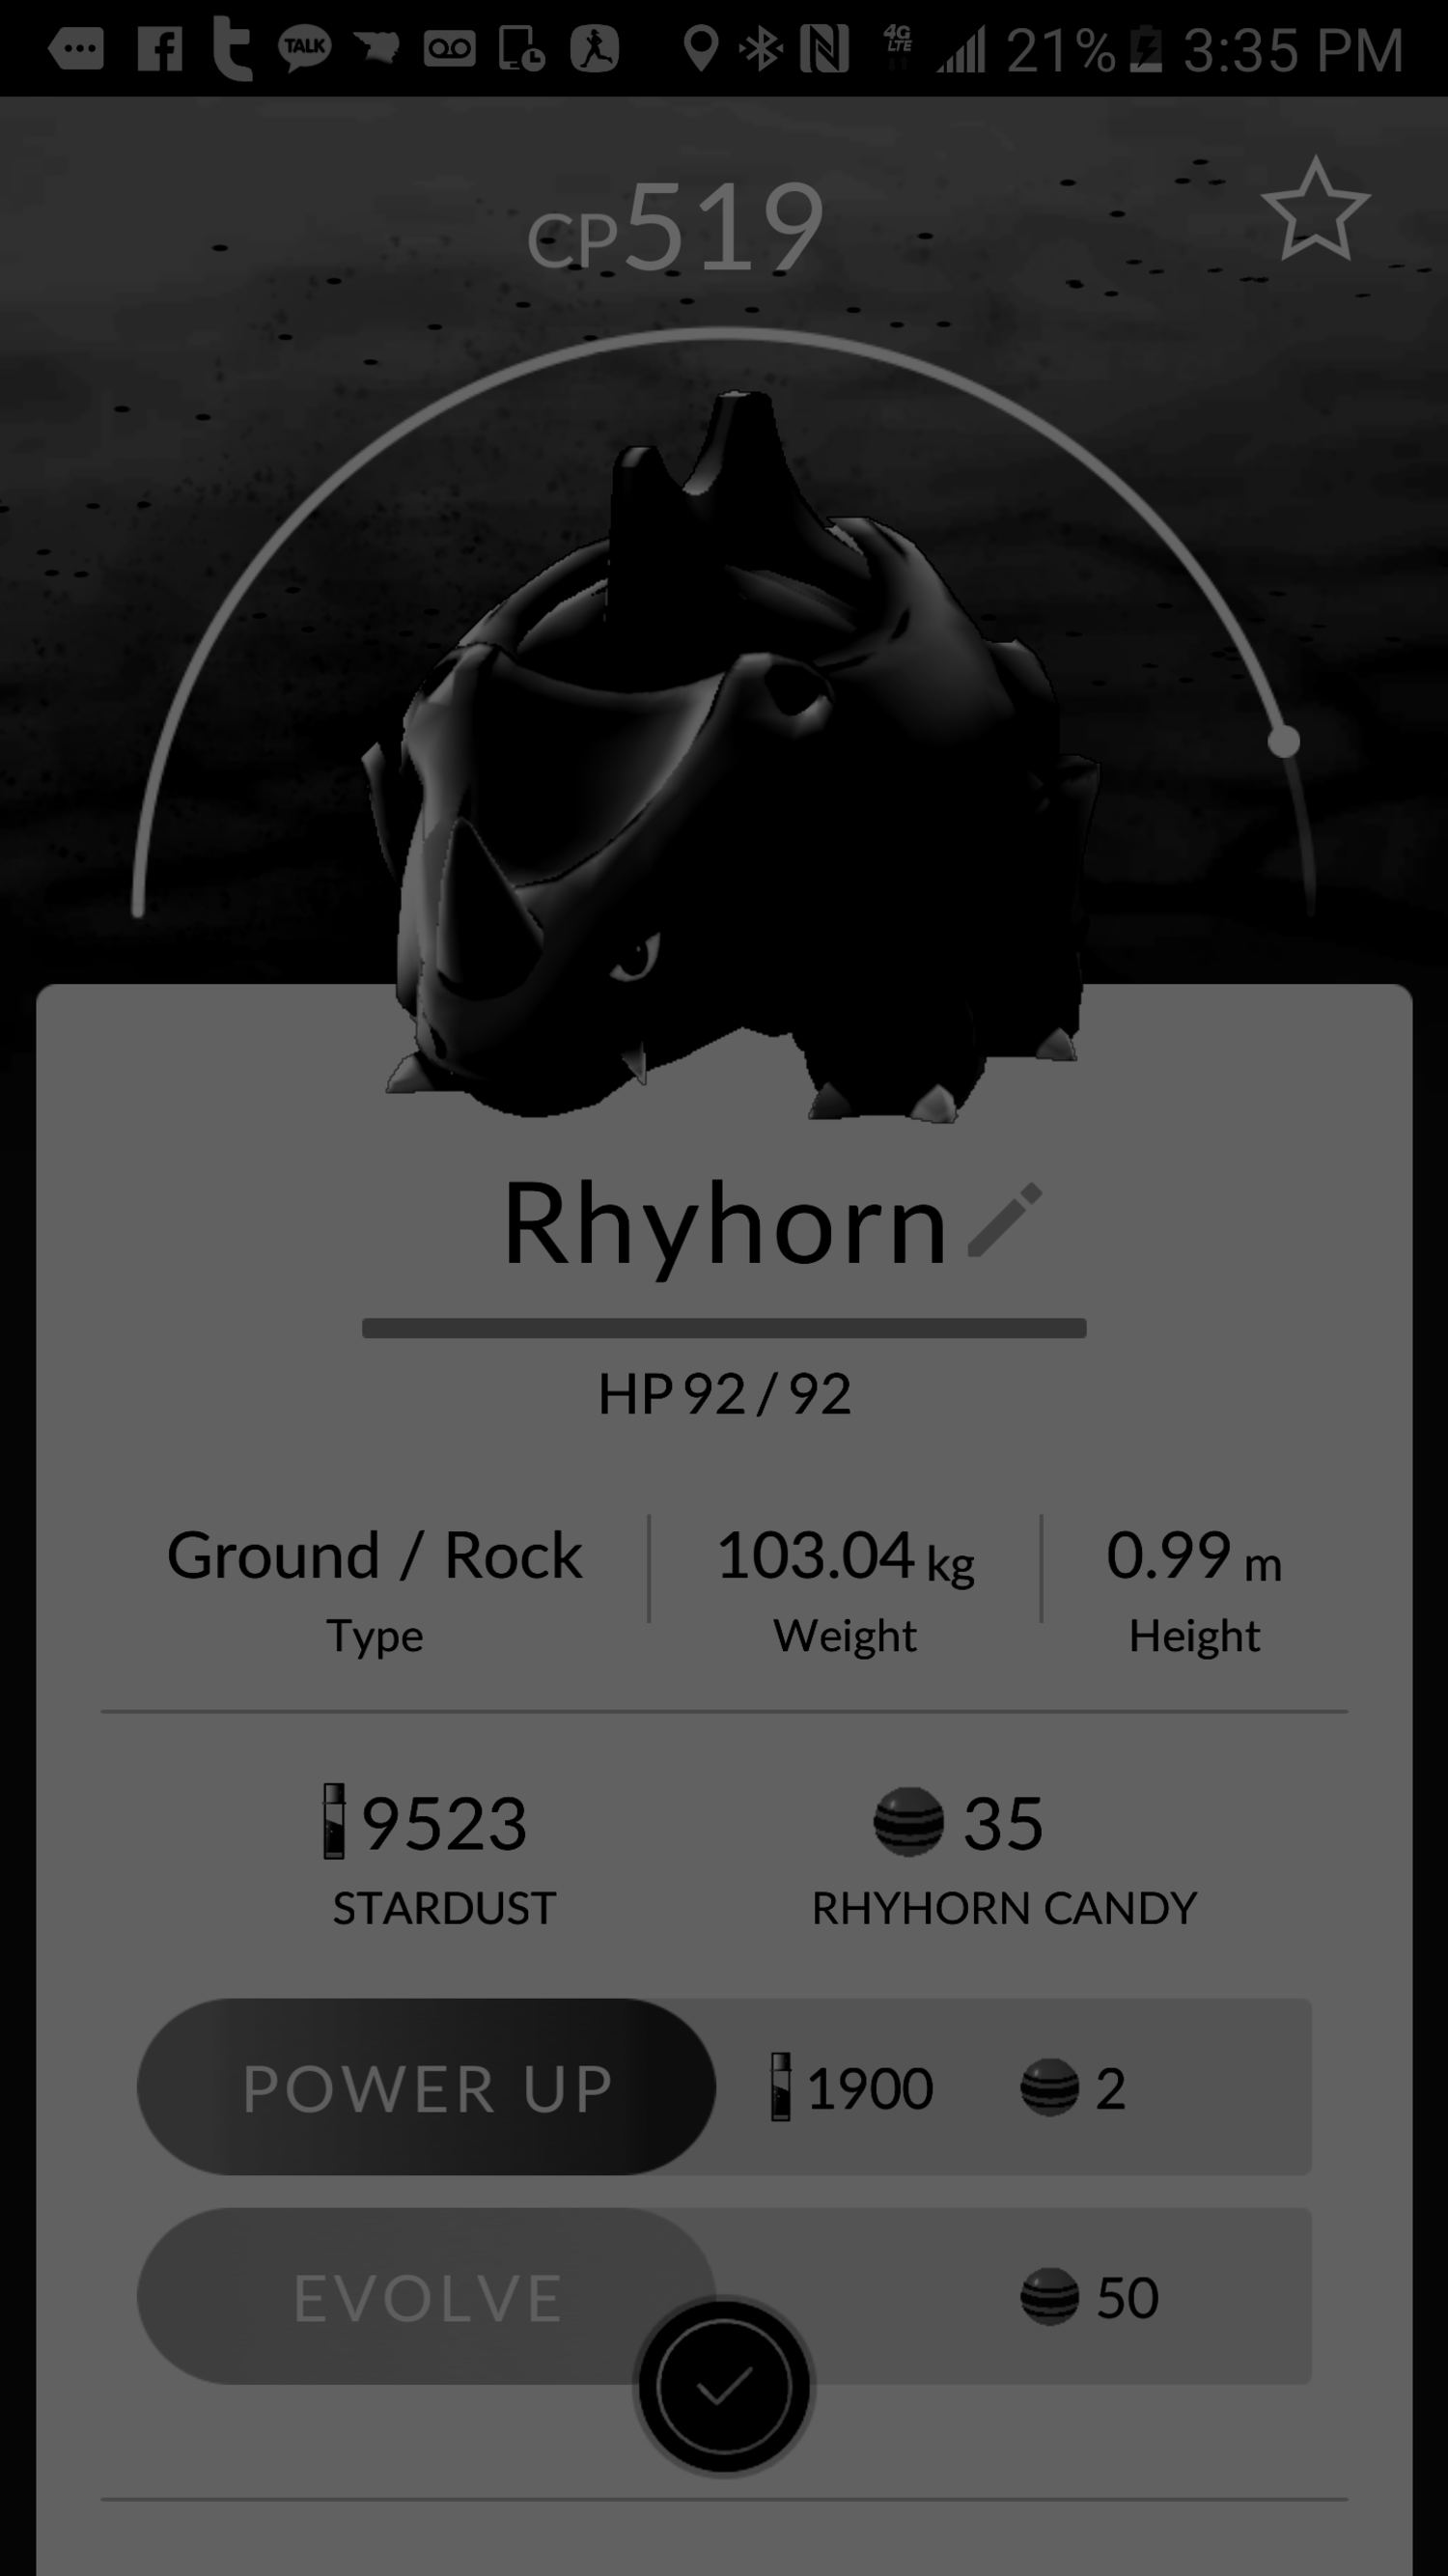 TALK 4G LTE 21% 3:35 PM
CP519
Rhyhorn
HP 92 / 92
Ground / Rock 103.04 kg 0.99 m
Type Weight Height
9523 35
STARDUST RHYHORN CANDY
POWER UP 1900 2
EVOLVE 50